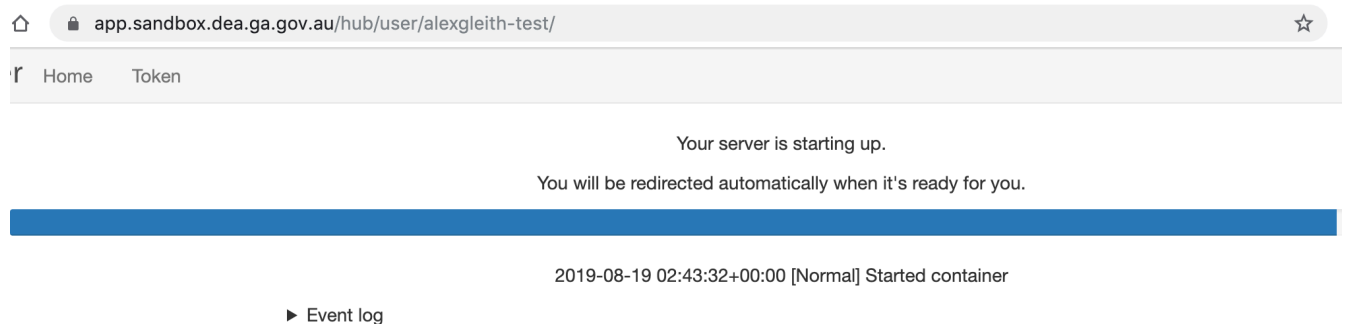 app.sandbox.dea.ga.gov.au/hub/user/alexgleith-test/
Home Token
Your server is starting up.
You will be redirected automatically when it's ready for you.
2019-08-19 02:43:32+00:00 [Normal] Started container
Event log